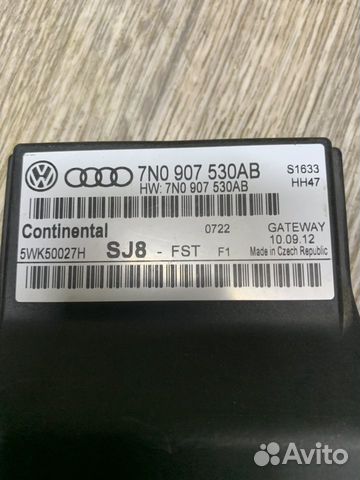 7N0 907 530AB
HW: 7N0 907 530AB
S1633
HH47
Continental
0722
GATEWAY
5WK50027H
SJ8 - FST F1
10.09.12
Made in Czech Republic
Avito